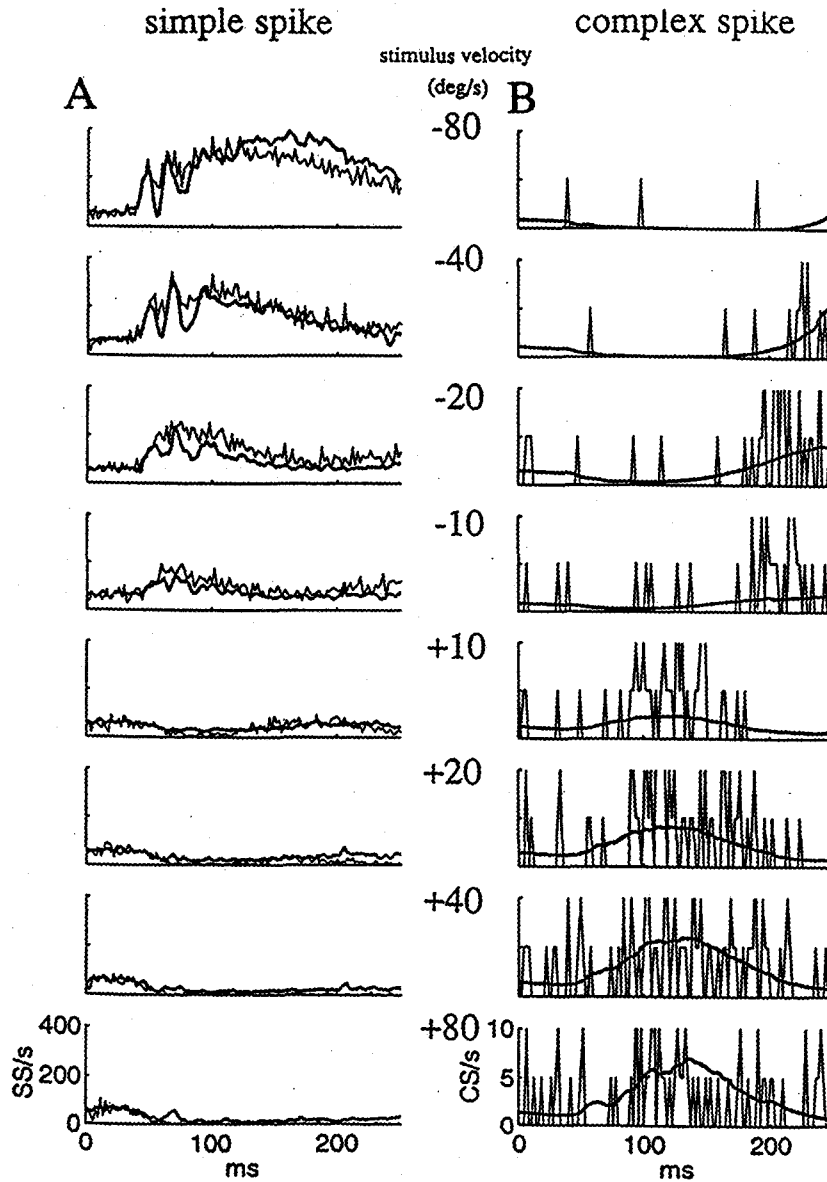 simple spike
complex spike
stimulus velocity
(deg/s)
A
B
-80
-40
-20
-10
+10
+20
+40
+80
400
200
0
SS/s
0
100
200
ms
10
5
0
CS/s
0
100
200
ms